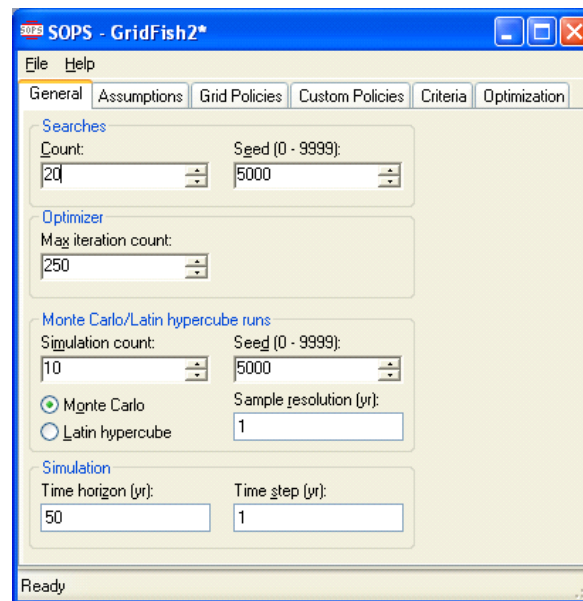 SOPS SOPS - GridFish2*
File Help
General Assumptions Grid Policies Custom Policies Criteria Optimization
Searches
Count: Seed (0 - 9999):
20 5000
Optimizer
Max iteration count:
250
Monte Carlo/Latin hypercube runs
Simulation count: Seed (0 - 9999):
10 5000
Monte Carlo Sample resolution (yr):
Latin hypercube 1
Simulation
Time horizon (yr): Time step (yr):
50 1
Ready